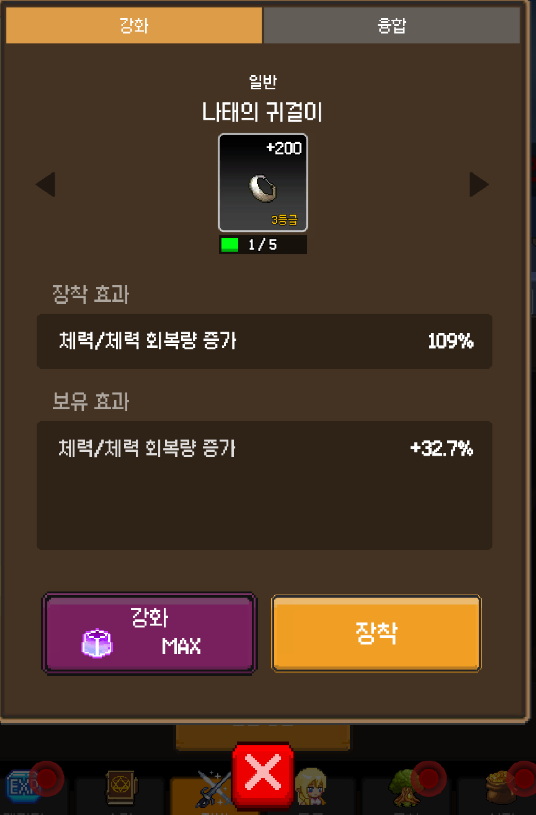 강화
융합
일반
나태의 귀걸이
+200
3등급
1/5
장착 효과
체력/체력 회복량 증가 109%
보유 효과
체력/체력 회복량 증가 +32.7%
강화
MAX
장착